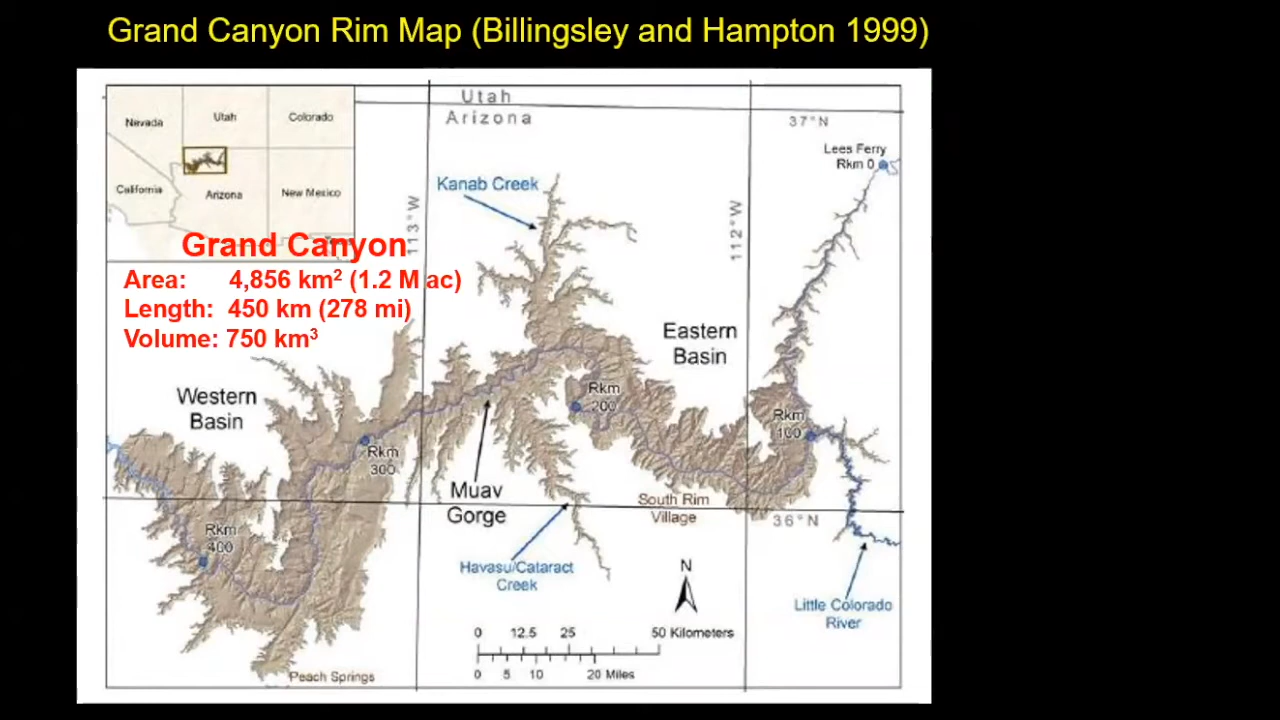 Grand Canyon Rim Map (Billingsley and Hampton 1999)
Utah
Arizona
37°N
Nevada
Utah
Colorado
California
Arizona
New Mexico
Lees Ferry
Rkm 0
Kanab Creek
113°W
112°W
Grand Canyon
Area: 4,856 km² (1.2 M ac)
Length: 450 km (278 mi)
Volume: 750 km³
Eastern
Basin
Western
Basin
Rkm
200
Rkm
100
Rkm
300
Muav
Gorge
South Rim
Village
36°N
Rkm
400
Havasu/Cataract
Creek
N
Little Colorado
River
0 12.5 25 50 Kilometers
0 5 10 20 Miles
Peach Springs